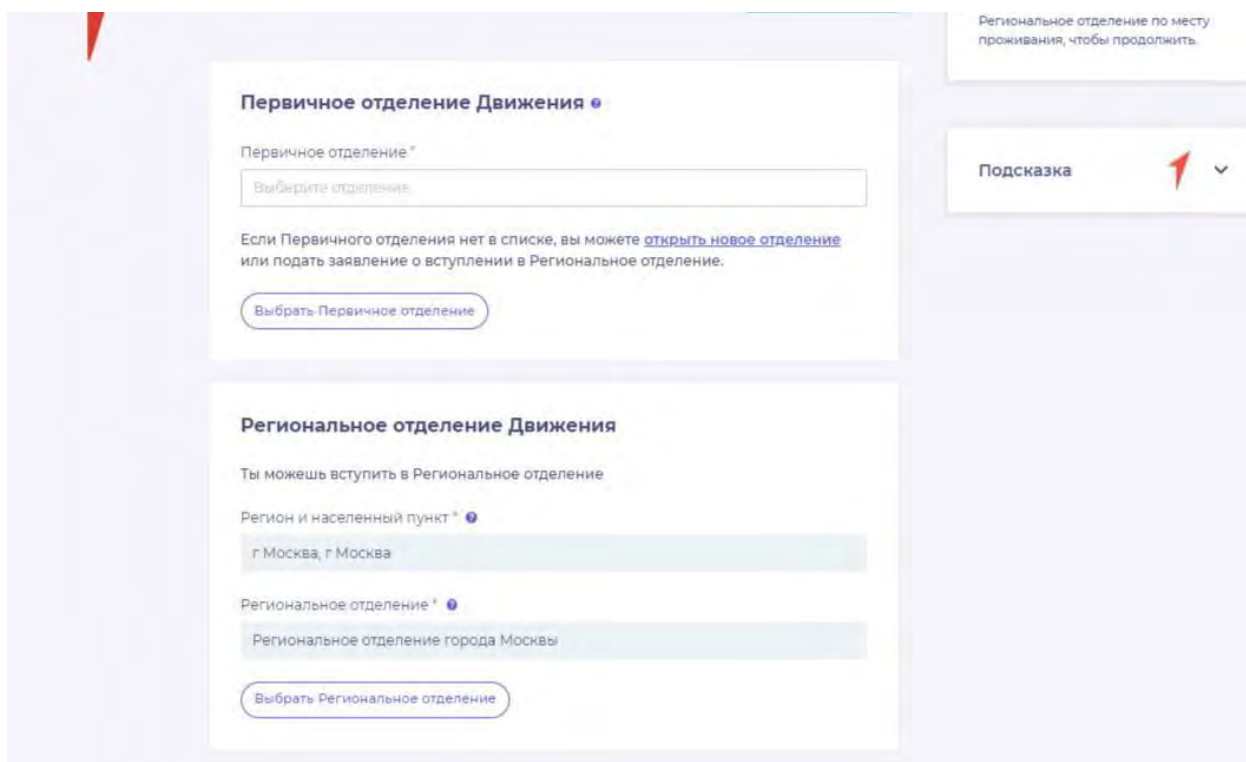 Региональное отделение по месту
проживания, чтобы продолжить.
Первичное отделение Движения
Первичное отделение *
Выберите отделение
Подсказка
Если Первичного отделения нет в списке, вы можете открыть новое отделение
или подать заявление о вступлении в Региональное отделение.
Выбрать Первичное отделение
Региональное отделение Движения
Ты можешь вступить в Региональное отделение
Регион и населенный пункт *
г Москва, г Москва
Региональное отделение *
Региональное отделение города Москвы
Выбрать Региональное отделение